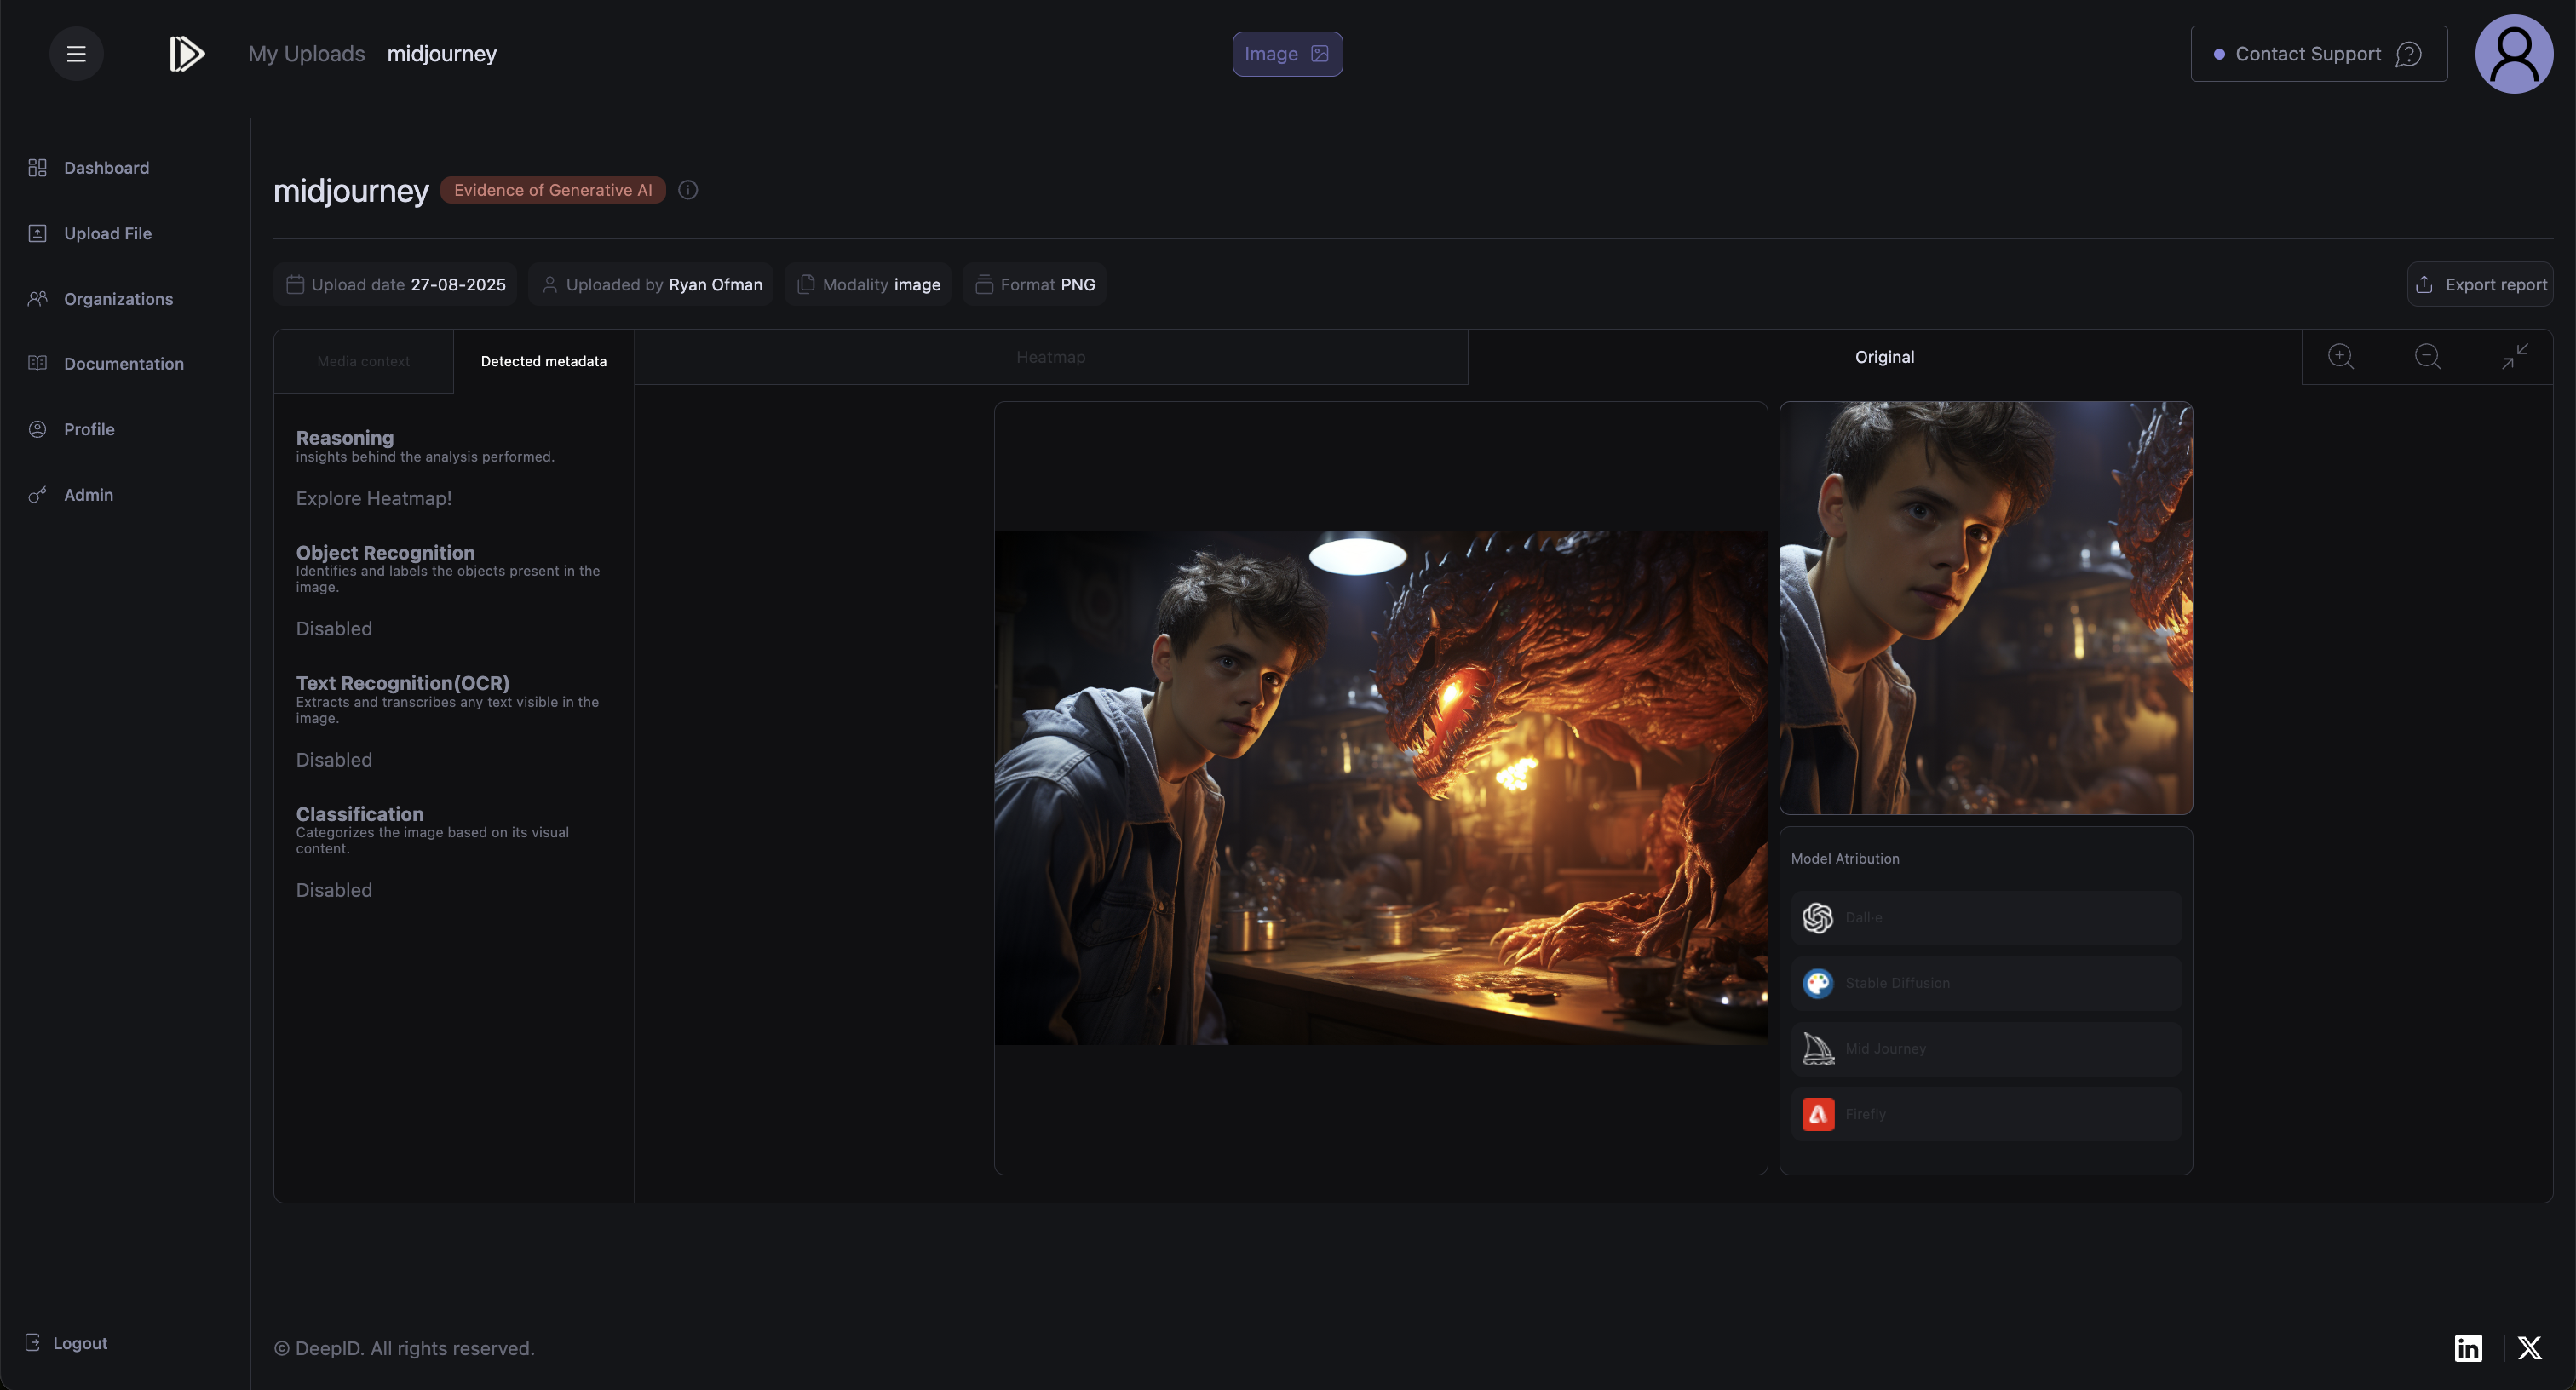 My Uploads midjourney
Image
Contact Support
Dashboard
Upload File
Organizations
Documentation
Profile
Admin
Logout
midjourney Evidence of Generative AI
Upload date 27-08-2025 Uploaded by Ryan Ofman Modality image Format PNG
Export report
Media context Detected metadata
Heatmap Original
Reasoning
insights behind the analysis performed.
Explore Heatmap!
Object Recognition
Identifies and labels the objects present in the
image.
Disabled
Text Recognition(OCR)
Extracts and transcribes any text visible in the
image.
Disabled
Classification
Categorizes the image based on its visual
content.
Disabled
Model Atribution
Dall-e
Stable Diffusion
Mid Journey
Firefly
© DeepID. All rights reserved.